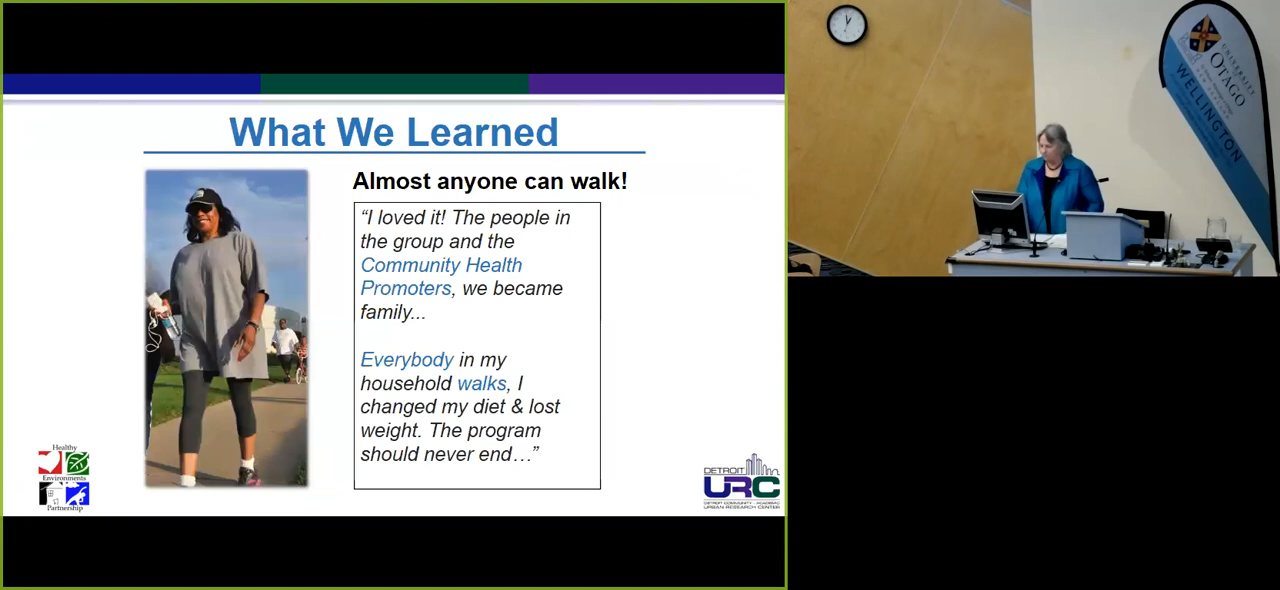 What We Learned
Almost anyone can walk!
“I loved it! The people in
the group and the
Community Health
Promoters, we became
family...
Everybody in my
household walks, I
changed my diet & lost
weight. The program
should never end…”
Healthy
Environments
Partnership
DETROIT
URC
DETROIT COMMUNITY - ACADEMIC
URBAN RESEARCH CENTER
UNIVERSITY
OTAGO
WELLINGTON